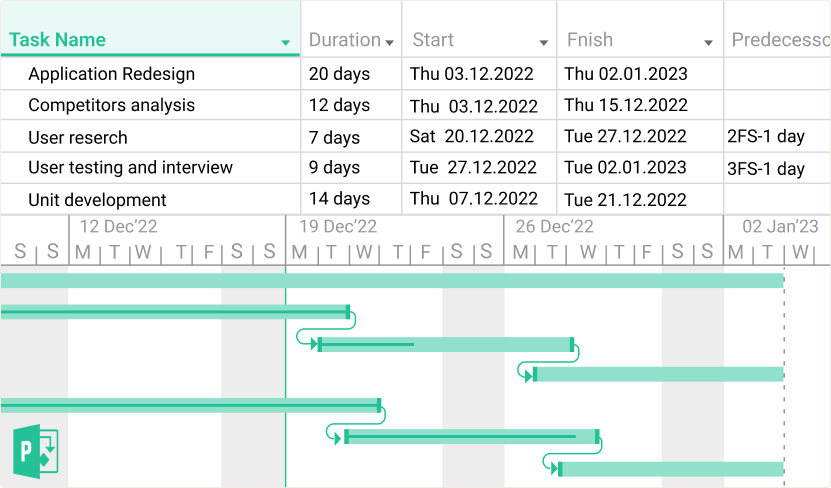 Task Name Duration Start Fnish Predecesso
Application Redesign 20 days Thu 03.12.2022 Thu 02.01.2023
Competitors analysis 12 days Thu 03.12.2022 Thu 15.12.2022
User reserch 7 days Sat 20.12.2022 Tue 27.12.2022 2FS-1 day
User testing and interview 9 days Tue 27.12.2022 Tue 02.01.2023 3FS-1 day
Unit development 14 days Thu 07.12.2022 Tue 21.12.2022
12 Dec’22 19 Dec’22 26 Dec’22 02 Jan’23
S S M T W T F S S M T W T F S S M T W T F S S M T W
P